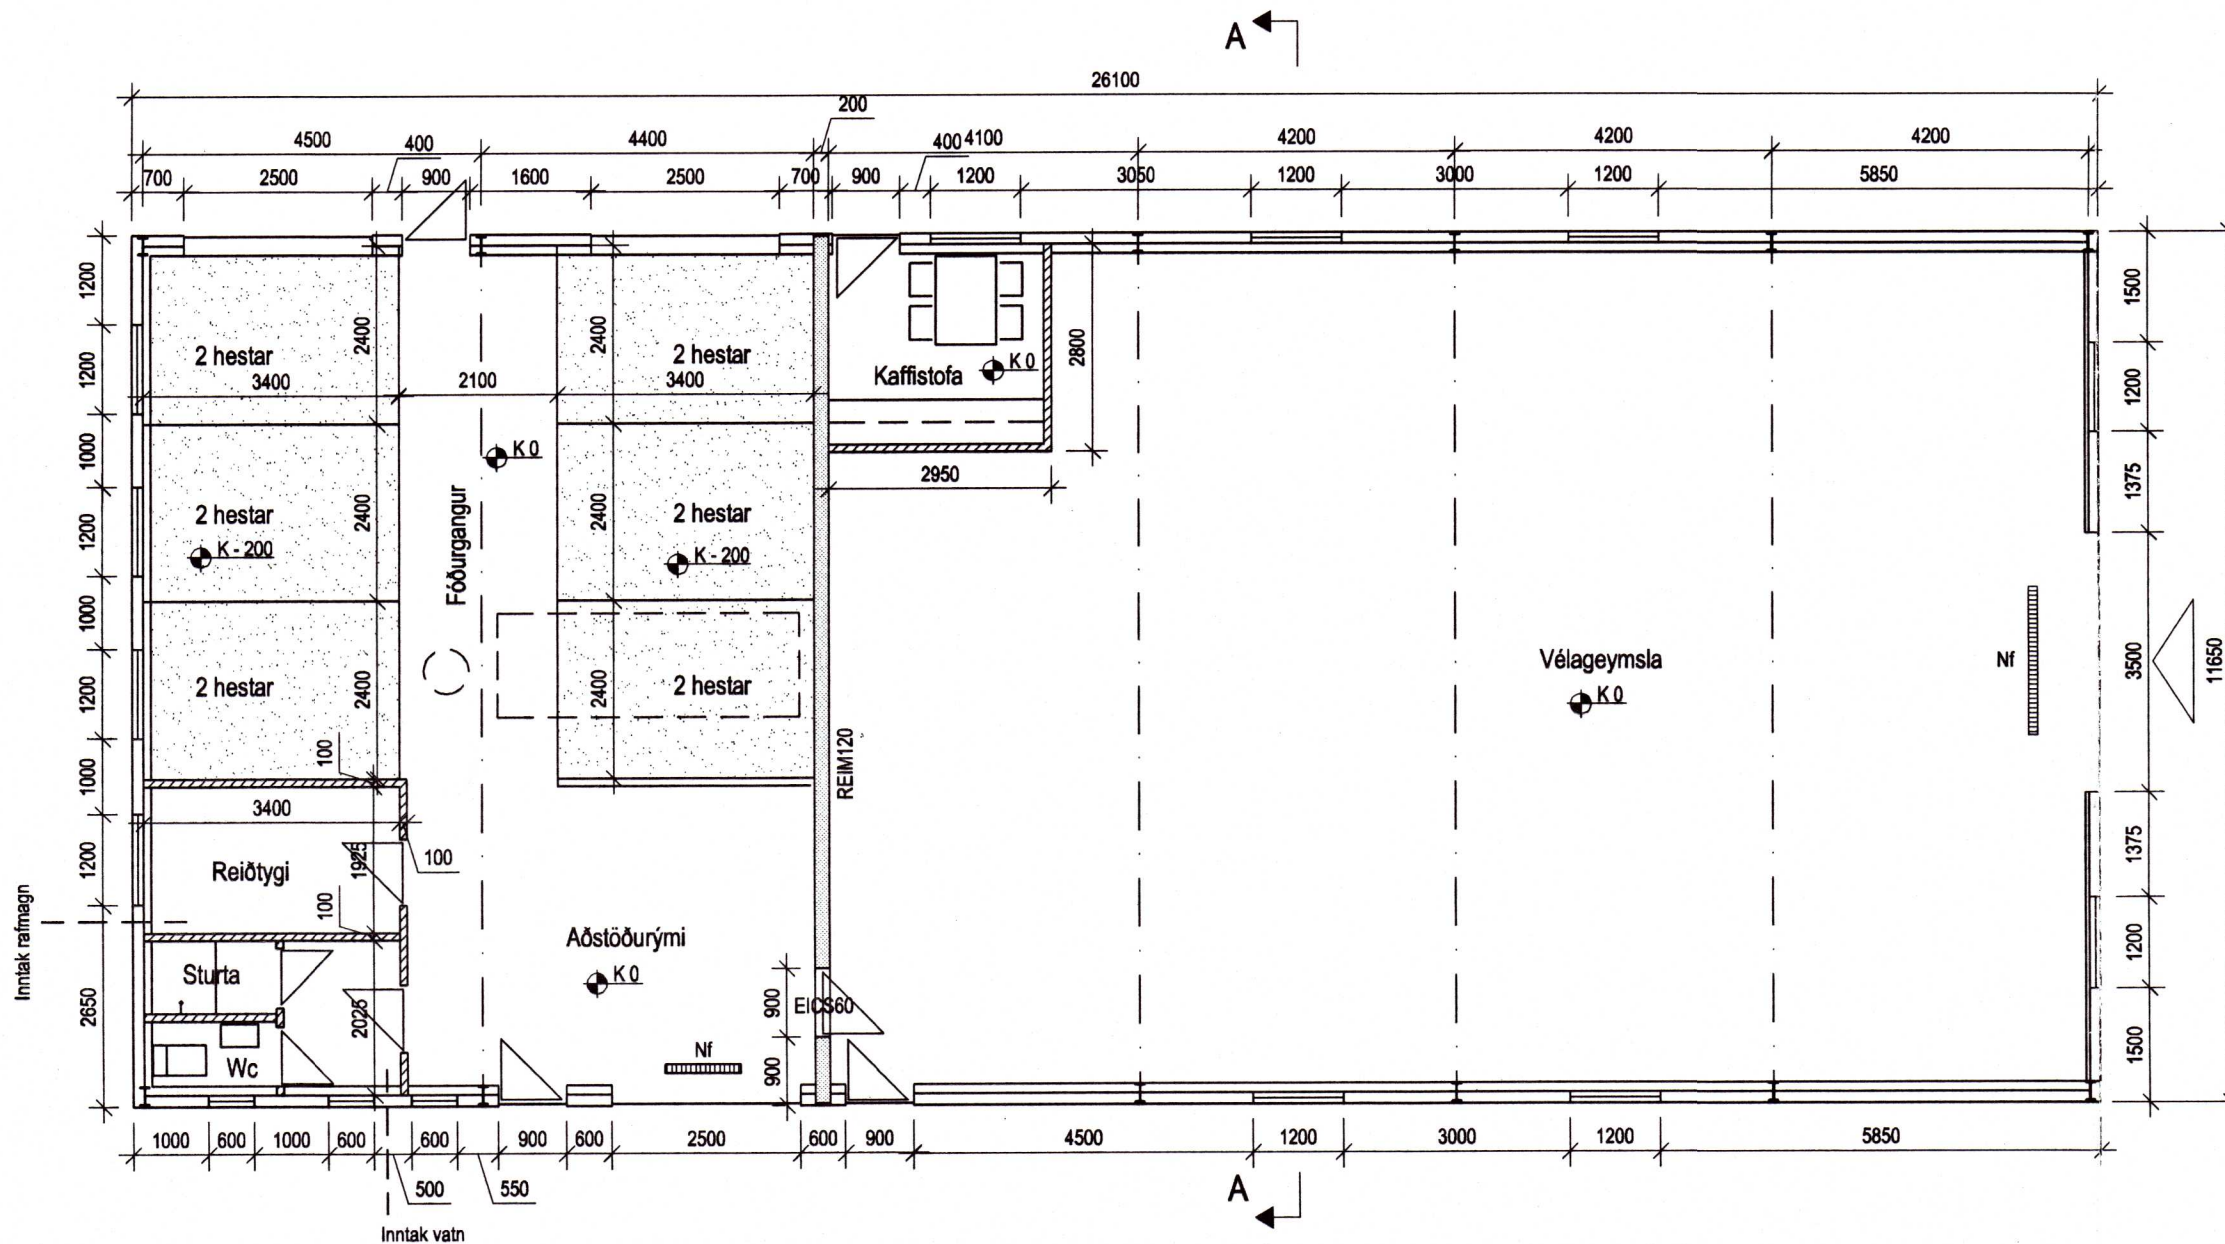 A
26100
200
4500
400
4400
400
4100
4200
4200
4200
700
2500
900
1600
2500
700
900
1200
3050
1200
3000
1200
5850
1200
1200
1000
1200
1000
1200
1000
1200
2650
2 hestar
3400
2400
2100
2400
2 hestar
3400
Kaffistofa
K 0
2800
2950
K 0
2 hestar
K - 200
2400
Fóðurgangur
2400
2 hestar
K - 200
2 hestar
2400
2400
2 hestar
100
REIM120
Vélageymsla
K 0
Nf
1500
1200
1375
3500
1375
1200
1500
11650
3400
Reiðtygi
1925
100
100
Inntak rafmagn
Sturta
Wc
2025
Aðstöðurými
K 0
Nf
900
EICS60
900
1000
600
1000
600
600
900
600
2500
600
900
4500
1200
3000
1200
5850
500
550
A
Inntak vatn